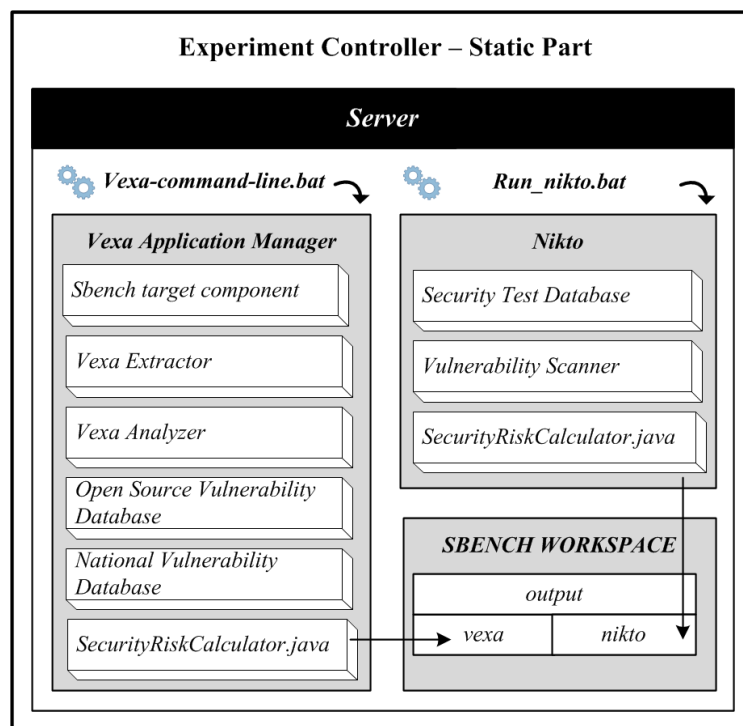 Experiment Controller – Static Part
Server
Vexa-command-line.bat
Vexa Application Manager
Sbench target component
Vexa Extractor
Vexa Analyzer
Open Source Vulnerability
Database
National Vulnerability
Database
SecurityRiskCalculator.java
Run_nikto.bat
Nikto
Security Test Database
Vulnerability Scanner
SecurityRiskCalculator.java
SBENCH WORKSPACE
output
vexa
nikto